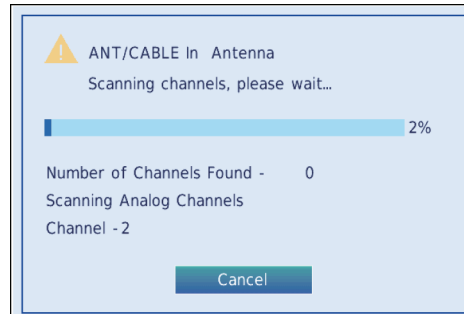 ANT/CABLE In Antenna
Scanning channels, please wait...
2%
Number of Channels Found - 0
Scanning Analog Channels
Channel - 2
Cancel